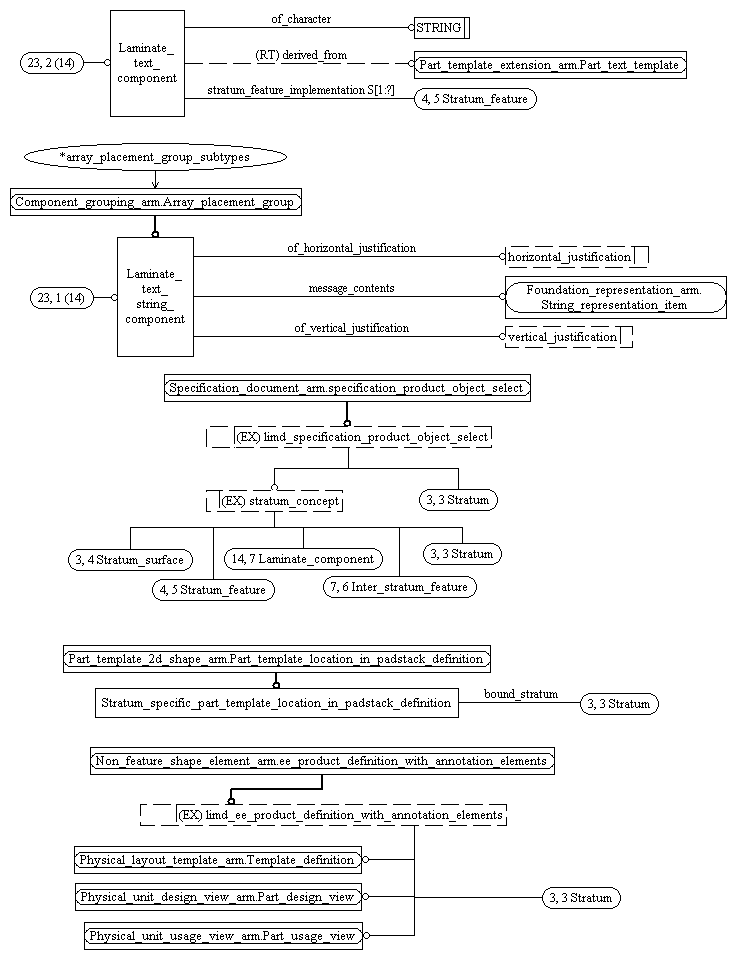 of_character
STRING
23, 2 (14)
Laminate_
text_
component
(RT) derived_from
Part_template_extension_arm.Part_text_template
stratum_feature_implementation S[1:?]
4, 5 Stratum_feature
*array_placement_group_subtypes
Component_grouping_arm.Array_placement_group
of_horizontal_justification
horizontal_justification
23, 1 (14)
Laminate_
text_
string_
component
message_contents
Foundation_representation_arm.
String_representation_item
of_vertical_justification
vertical_justification
Specification_document_arm.specification_product_object_select
(EX) limd_specification_product_object_select
(EX) stratum_concept
3, 3 Stratum
3, 4 Stratum_surface
14, 7 Laminate_component
3, 3 Stratum
4, 5 Stratum_feature
7, 6 Inter_stratum_feature
Part_template_2d_shape_arm.Part_template_location_in_padstack_definition
Stratum_specific_part_template_location_in_padstack_definition
bound_stratum
3, 3 Stratum
Non_feature_shape_element_arm.ee_product_definition_with_annotation_elements
(EX) limd_ee_product_definition_with_annotation_elements
Physical_layout_template_arm.Template_definition
Physical_unit_design_view_arm.Part_design_view
3, 3 Stratum
Physical_unit_usage_view_arm.Part_usage_view